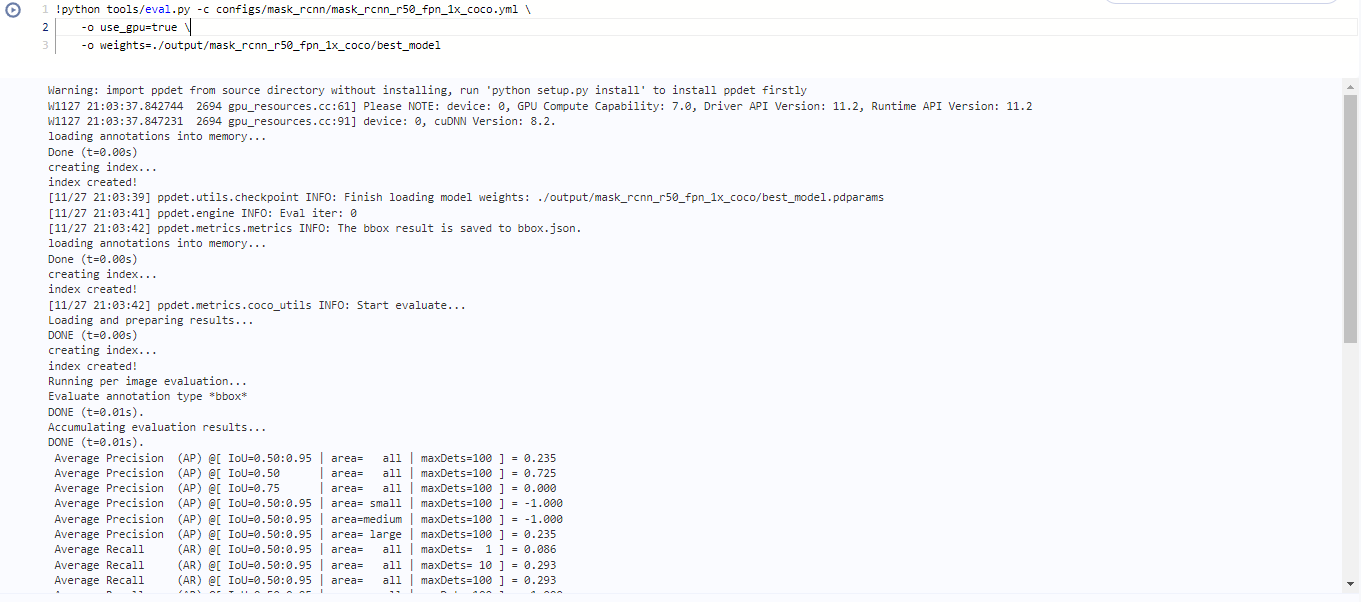 1 !python tools/eval.py -c configs/mask_rcnn/mask_rcnn_r50_fpn_1x_coco.yml \
2     -o use_gpu=true \
3     -o weights=./output/mask_rcnn_r50_fpn_1x_coco/best_model
Warning: import ppdet from source directory without installing, run 'python setup.py install' to install ppdet firstly
W1127 21:03:37.842744  2694 gpu_resources.cc:61] Please NOTE: device: 0, GPU Compute Capability: 7.0, Driver API Version: 11.2, Runtime API Version: 11.2
W1127 21:03:37.847231  2694 gpu_resources.cc:91] device: 0, cuDNN Version: 8.2.
loading annotations into memory...
Done (t=0.00s)
creating index...
index created!
[11/27 21:03:39] ppdet.utils.checkpoint INFO: Finish loading model weights: ./output/mask_rcnn_r50_fpn_1x_coco/best_model.pdparams
[11/27 21:03:41] ppdet.engine INFO: Eval iter: 0
[11/27 21:03:42] ppdet.metrics.metrics INFO: The bbox result is saved to bbox.json.
loading annotations into memory...
Done (t=0.00s)
creating index...
index created!
[11/27 21:03:42] ppdet.metrics.coco_utils INFO: Start evaluate...
Loading and preparing results...
DONE (t=0.00s)
creating index...
index created!
Running per image evaluation...
Evaluate annotation type *bbox*
DONE (t=0.01s).
Accumulating evaluation results...
DONE (t=0.01s).
 Average Precision  (AP) @[ IoU=0.50:0.95 | area=   all | maxDets=100 ] = 0.235
 Average Precision  (AP) @[ IoU=0.50      | area=   all | maxDets=100 ] = 0.725
 Average Precision  (AP) @[ IoU=0.75      | area=   all | maxDets=100 ] = 0.000
 Average Precision  (AP) @[ IoU=0.50:0.95 | area= small | maxDets=100 ] = -1.000
 Average Precision  (AP) @[ IoU=0.50:0.95 | area=medium | maxDets=100 ] = -1.000
 Average Precision  (AP) @[ IoU=0.50:0.95 | area= large | maxDets=100 ] = 0.235
 Average Recall     (AR) @[ IoU=0.50:0.95 | area=   all | maxDets=  1 ] = 0.086
 Average Recall     (AR) @[ IoU=0.50:0.95 | area=   all | maxDets= 10 ] = 0.293
 Average Recall     (AR) @[ IoU=0.50:0.95 | area=   all | maxDets=100 ] = 0.293